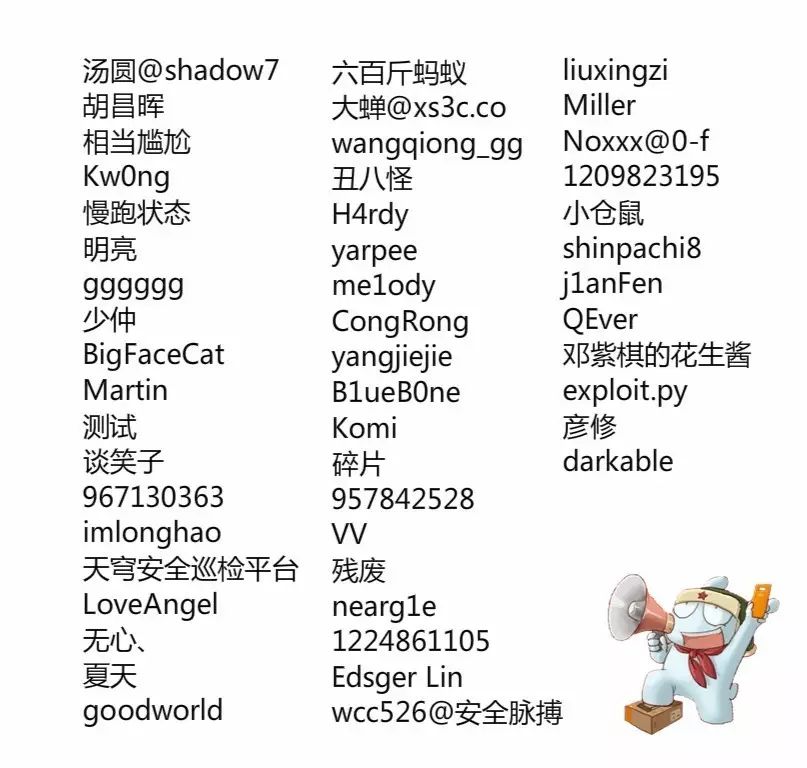 汤圆@shadow7
胡昌晖
相当尴尬
Kw0ng
慢跑状态
明亮
gggggg
少仲
BigFaceCat
Martin
测试
谈笑子
967130363
imlonghao
天穹安全巡检平台
LoveAngel
无心、
夏天
goodworld
六百斤蚂蚁
大蝉@xs3c.co
wangqiong_gg
丑八怪
H4rdy
yarpee
me1ody
CongRong
yangjiejie
B1ueB0ne
Komi
碎片
957842528
VV
残废
nearg1e
1224861105
Edsger Lin
wcc526@安全脉搏
liuxingzi
Miller
Noxxx@0-f
1209823195
小仓鼠
shinpachi8
j1anFen
QEver
邓紫棋的花生酱
exploit.py
彦修
darkable